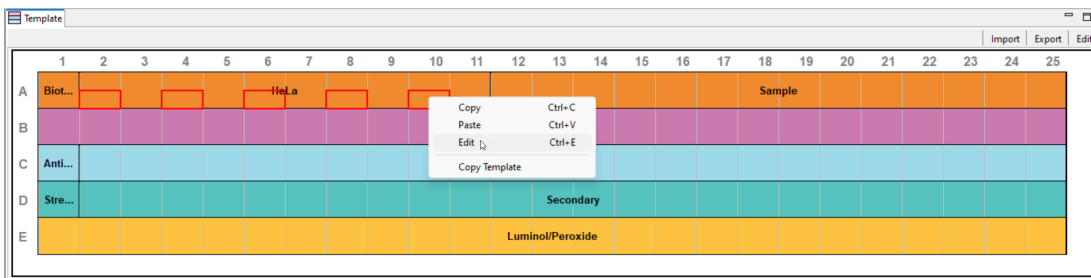 Template
Import Export Edit
1 2 3 4 5 6 7 8 9 10 11 12 13 14 15 16 17 18 19 20 21 22 23 24 25
A Biot... HeLa Sample
Copy Ctrl+C
B
Paste Ctrl+V
Edit Ctrl+E
C Anti...
Copy Template
D Stre... Secondary
E Luminol/Peroxide